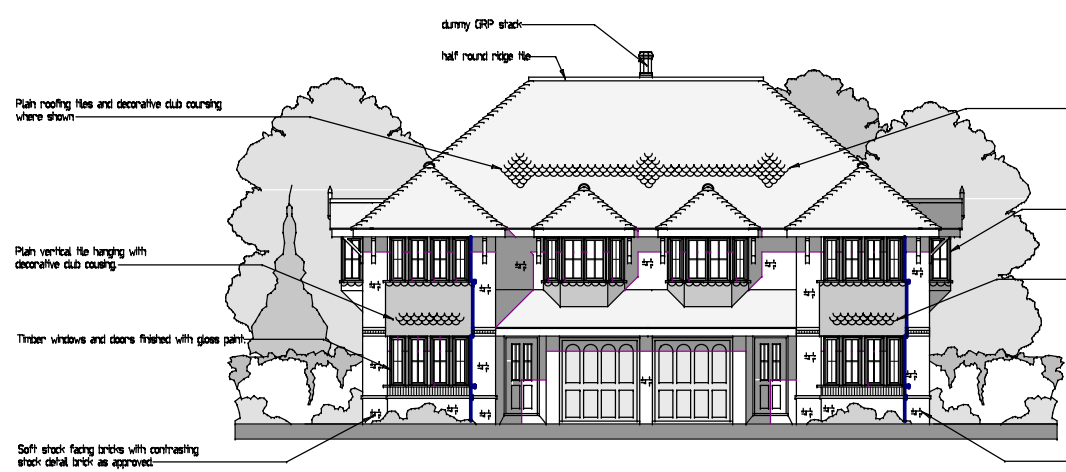 dummy GRP stack
half round ridge tile
Plain roofing tiles and decorative club coursing
where shown
Plain vertical tile hanging with
decorative club cousing.
Timber windows and doors finished with gloss paint.
Soft stock facing bricks with contrasting
stock detail brick as approved.